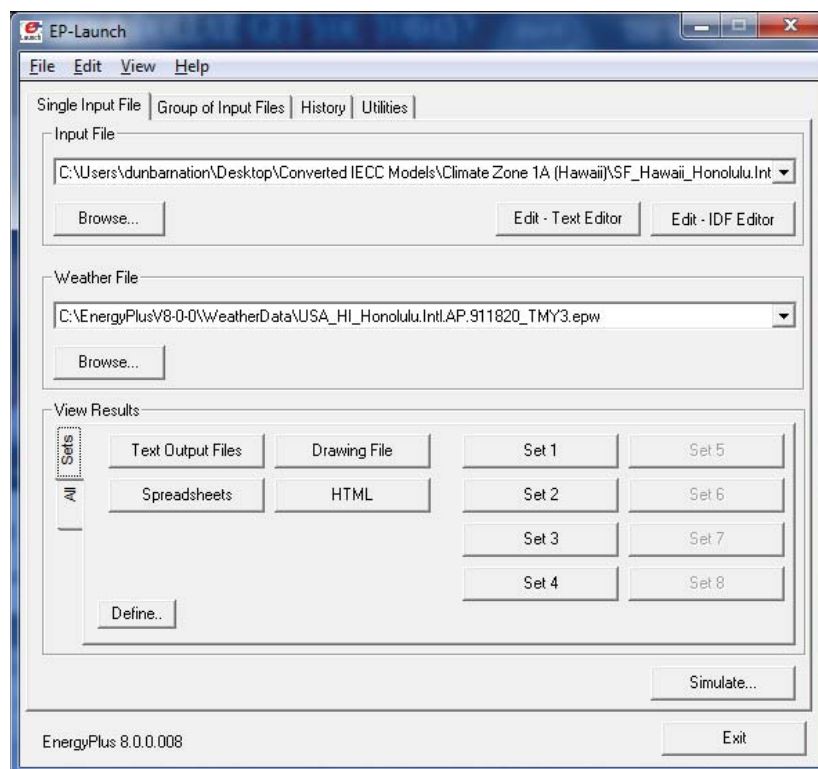 EP-Launch
File Edit View Help
Single Input File Group of Input Files History Utilities
Input File
C:\Users\dunbarnation\Desktop\Converted IECC Models\Climate Zone 1A (Hawaii)\SF_Hawaii_Honolulu.Int
Browse... Edit - Text Editor Edit - IDF Editor
Weather File
C:\EnergyPlusV8-0-0\WeatherData\USA_HI_Honolulu.Intl.AP.911820_TMY3.epw
Browse...
View Results
Sets
All
Text Output Files Drawing File Set 1 Set 5
Spreadsheets HTML Set 2 Set 6
Set 3 Set 7
Set 4 Set 8
Define..
Simulate...
EnergyPlus 8.0.0.008 Exit